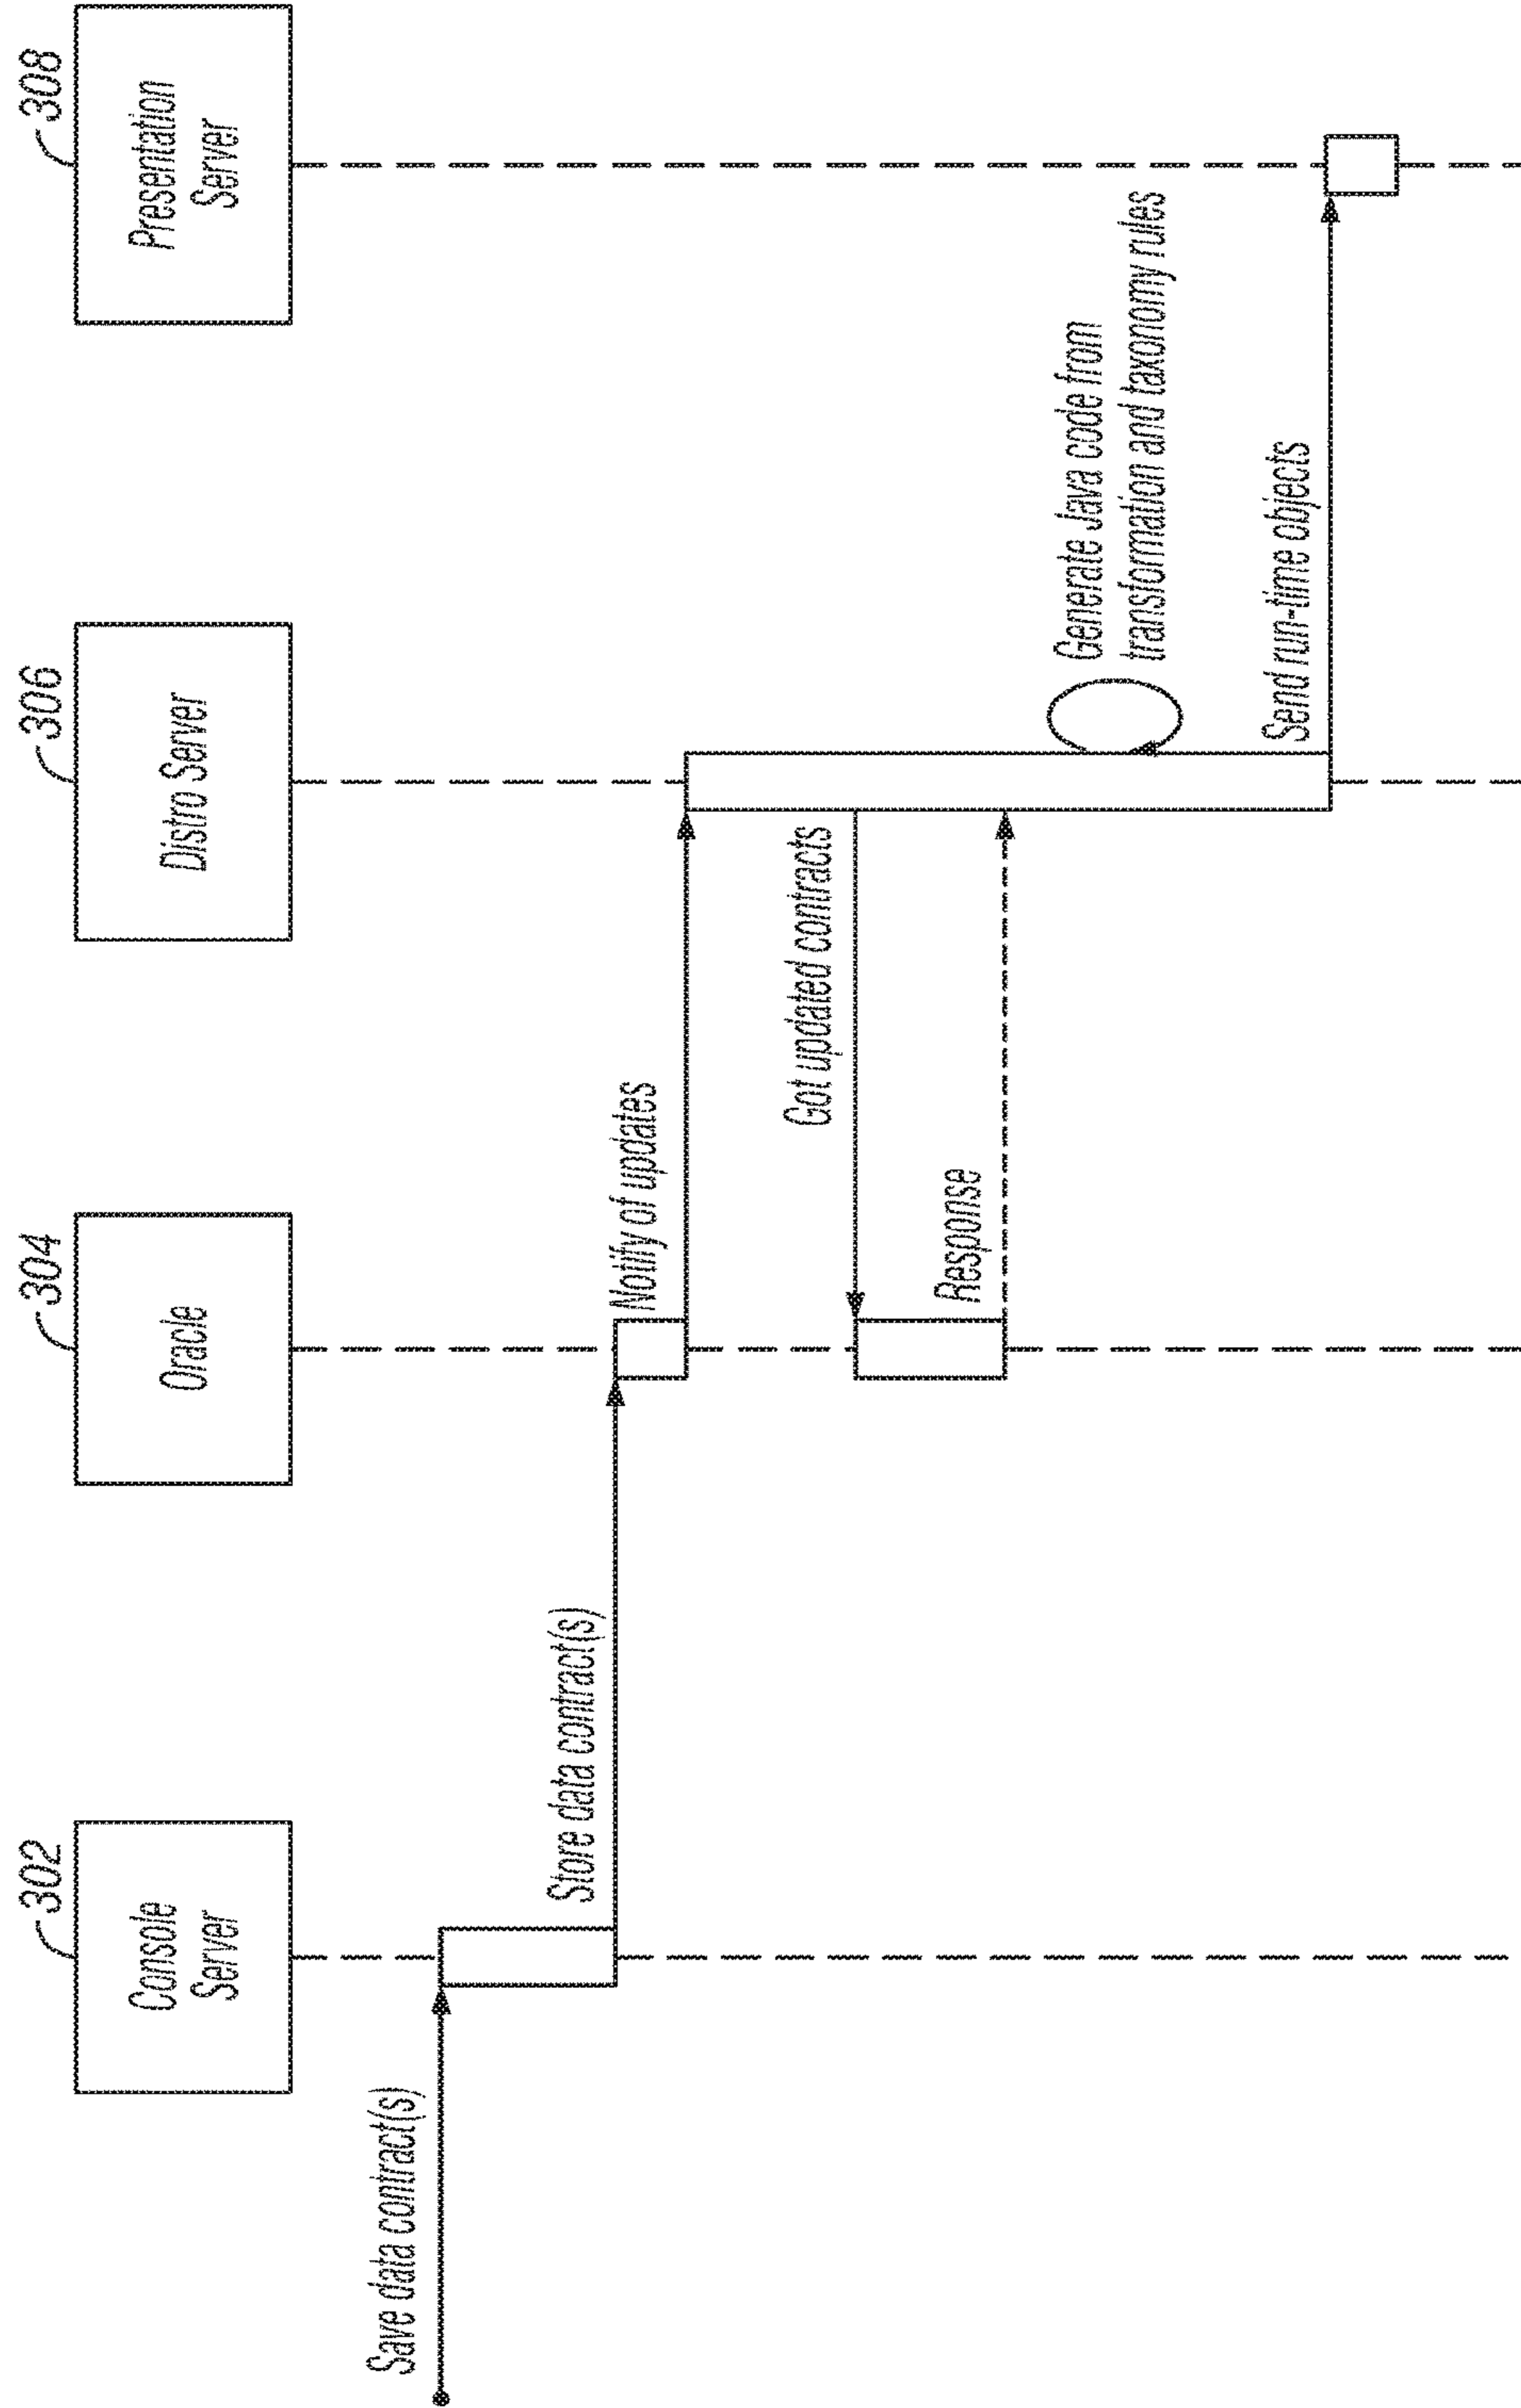 302
Console
Server
304
Oracle
306
Distro Server
308
Presentation
Server
Save data contract(s)
Store data contract(s)
Notify of updates
Got updated contracts
Response
Generate Java code from
transformation and taxonomy rules
Send run-time objects